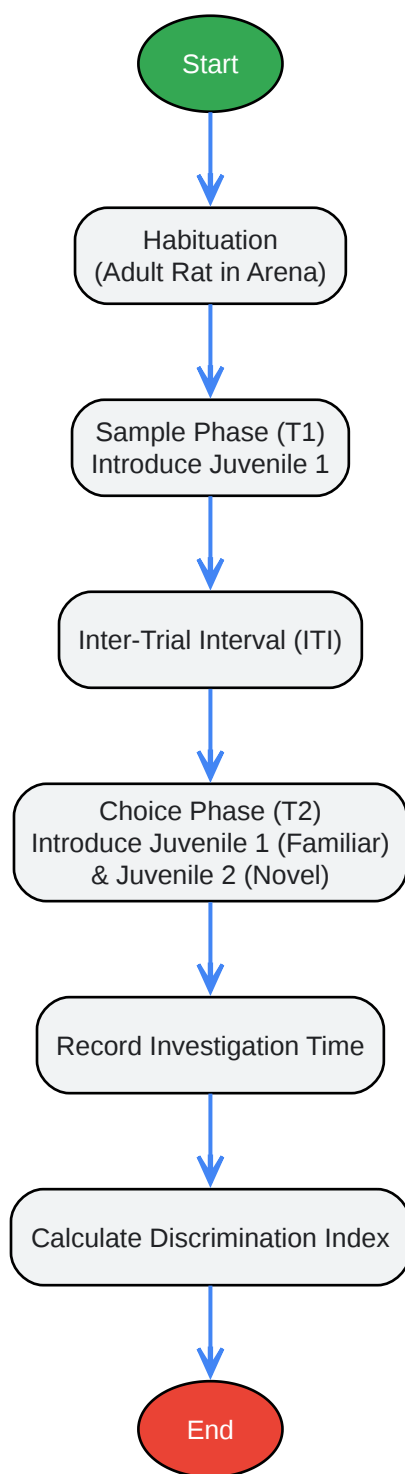 Start
Habituation
(Adult Rat in Arena)
Sample Phase (T1)
Introduce Juvenile 1
Inter-Trial Interval (ITI)
Choice Phase (T2)
Introduce Juvenile 1 (Familiar)
& Juvenile 2 (Novel)
Record Investigation Time
Calculate Discrimination Index
End